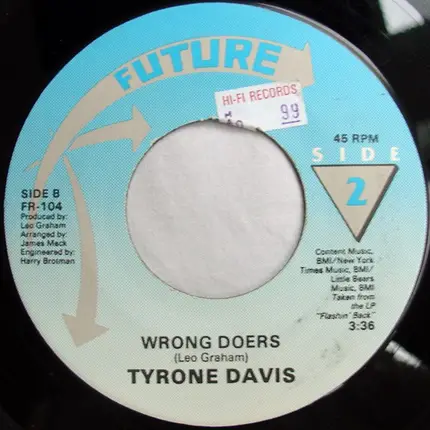 FUTURE
HI-FI RECORDS
99
45 RPM
SIDE
2
SIDE B
FR-104
Produced by:
Leo Graham
Arranged by:
James Mack
Engineered by:
Harry Brotman
Content Music,
BMI/New York
Times Music, BMI/
Little Bears
Music, BMI
Taken from
the LP
"Flashin' Back"
3:36
WRONG DOERS
(Leo Graham)
TYRONE DAVIS